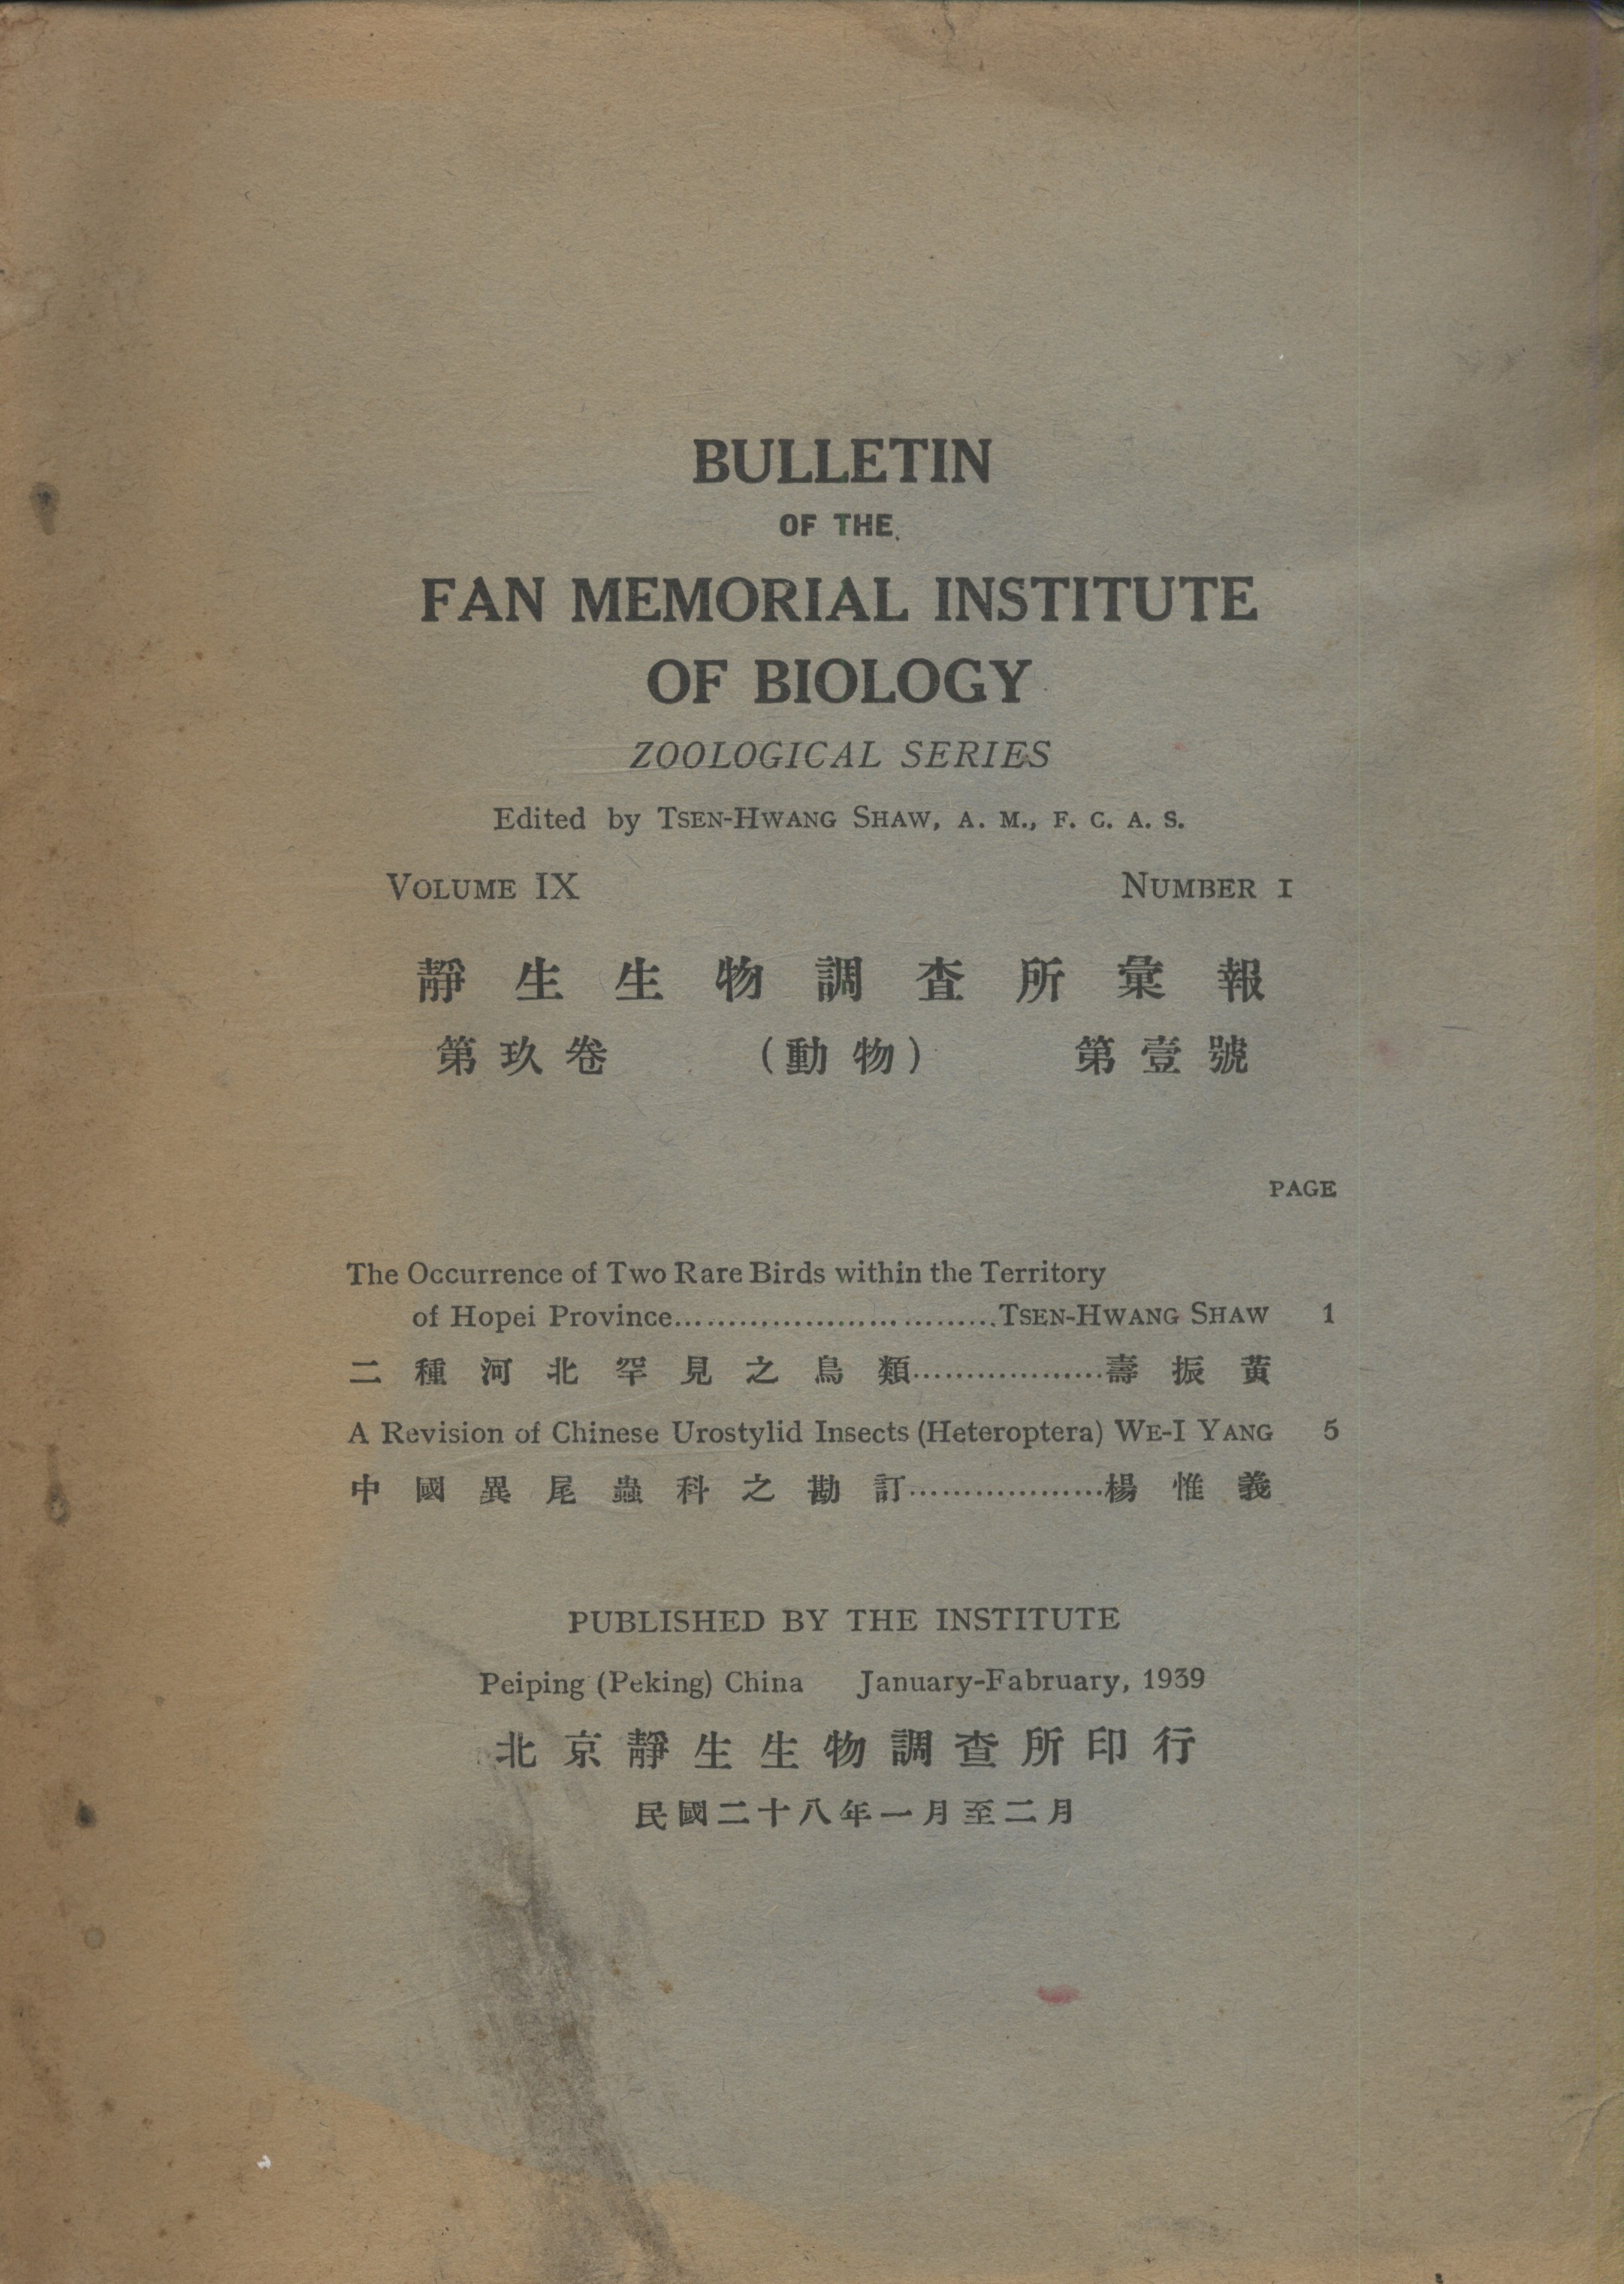 BULLETIN
OF THE
FAN MEMORIAL INSTITUTE
OF BIOLOGY
ZOOLOGICAL SERIES
Edited by TSEN-HWANG SHAW, A. M., F. C. A. S.
VOLUME IX NUMBER I
靜生生物調查所彙報
第玖卷 (動物) 第壹號
PAGE
The Occurrence of Two Rare Birds within the Territory
of Hopei Province..............................TSEN-HWANG SHAW 1
二種河北罕見之鳥類..................壽振黃
A Revision of Chinese Urostylid Insects (Heteroptera) WE-I YANG 5
中國異尾蟲科之勘訂..................楊惟義
PUBLISHED BY THE INSTITUTE
Peiping (Peking) China January-Fabruary, 1939
北京靜生生物調查所印行
民國二十八年一月至二月